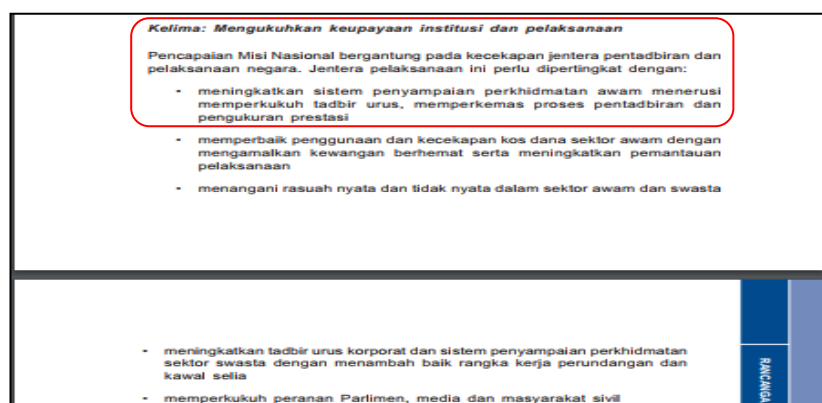 Kelima: Mengukuhkan keupayaan institusi dan pelaksanaan
Pencapaian Misi Nasional bergantung pada kecekapan jentera pentadbiran dan
pelaksanaan negara. Jentera pelaksanaan ini perlu dipertingkat dengan:
- meningkatkan sistem penyampaian perkhidmatan awam menerusi
memperkukuh tadbir urus, memperkemas proses pentadbiran dan
pengukuran prestasi
- memperbaik penggunaan dan kecekapan kos dana sektor awam dengan
mengamalkan kewangan berhemat serta meningkatkan pemantauan
pelaksanaan
- menangani rasuah nyata dan tidak nyata dalam sektor awam dan swasta
- meningkatkan tadbir urus korporat dan sistem penyampaian perkhidmatan
sektor swasta dengan menambah baik rangka kerja perundangan dan
kawal selia
- memperkukuh peranan Parlimen, media dan masyarakat sivil
RANCANGA